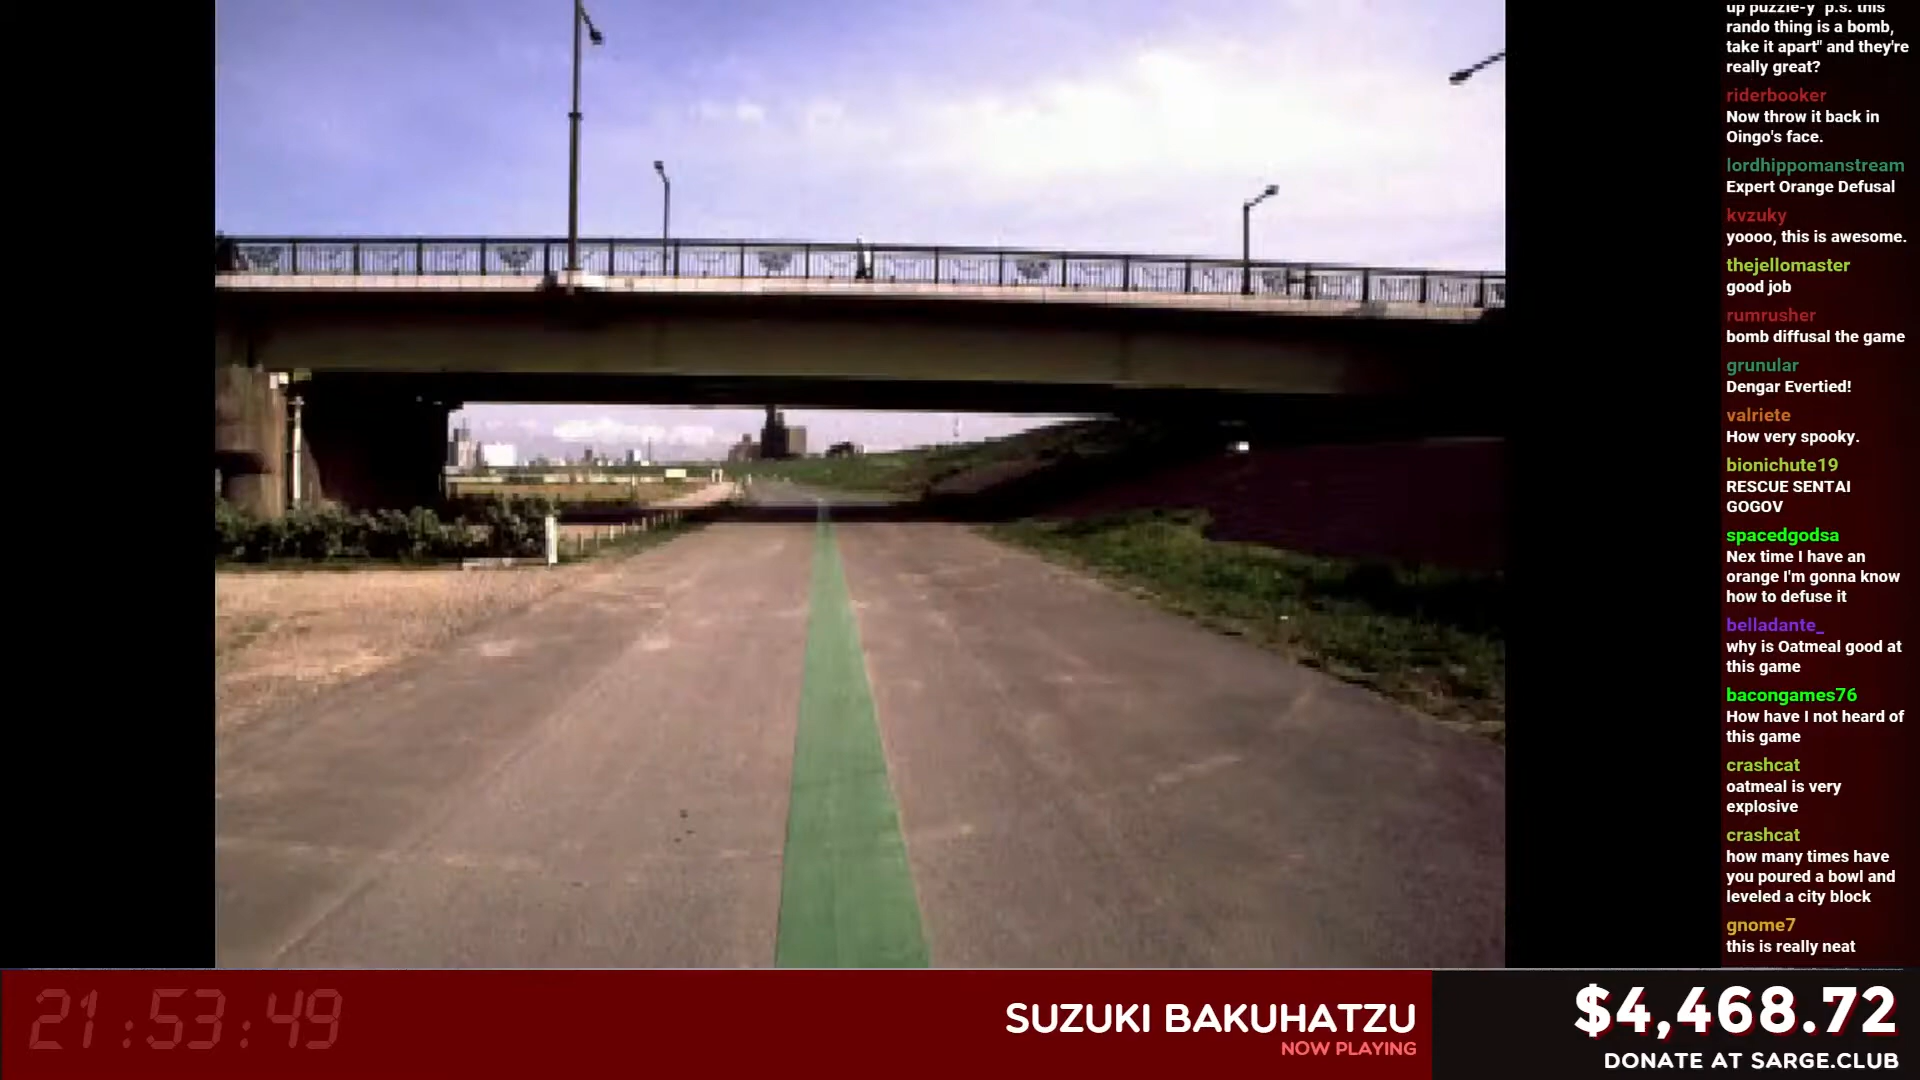 up puzzle-y" p.s. this
rando thing is a bomb,
take it apart" and they're
really great?
riderbooker
Now throw it back in
Oingo's face.
lordhippomanstream
Expert Orange Defusal
kvzuky
yoooo, this is awesome.
thejellomaster
good job
rumrusher
bomb diffusal the game
grunular
Dengar Evertied!
valriete
How very spooky.
bionichute19
RESCUE SENTAI
GOGOV
spacedgodsa
Nex time I have an
orange I'm gonna know
how to defuse it
belladante_
why is Oatmeal good at
this game
bacongames76
How have I not heard of
this game
crashcat
oatmeal is very
explosive
crashcat
how many times have
you poured a bowl and
leveled a city block
gnome7
this is really neat
21:53:49
SUZUKI BAKUHATZU
NOW PLAYING
$4,468.72
DONATE AT SARGE.CLUB